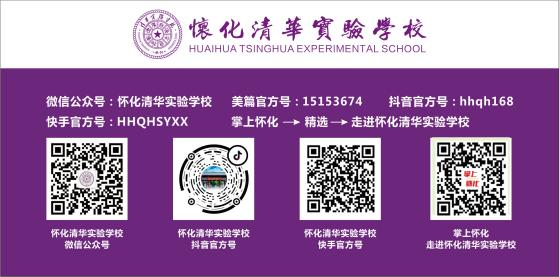 懷化清華實驗學校
HUAIHUA TSINGHUA EXPERIMENTAL SCHOOL
微信公众号：怀化清华实验学校 美篇官方号：15153674 抖音官方号：hhqh168
快手官方号：HHQHSYXX 掌上怀化 → 精选 → 走进怀化清华实验学校
掌上
怀化
怀化清华实验学校 怀化清华实验学校 怀化清华实验学校 掌上怀化
微信公众号 抖音官方号 快手官方号 走进怀化清华实验学校